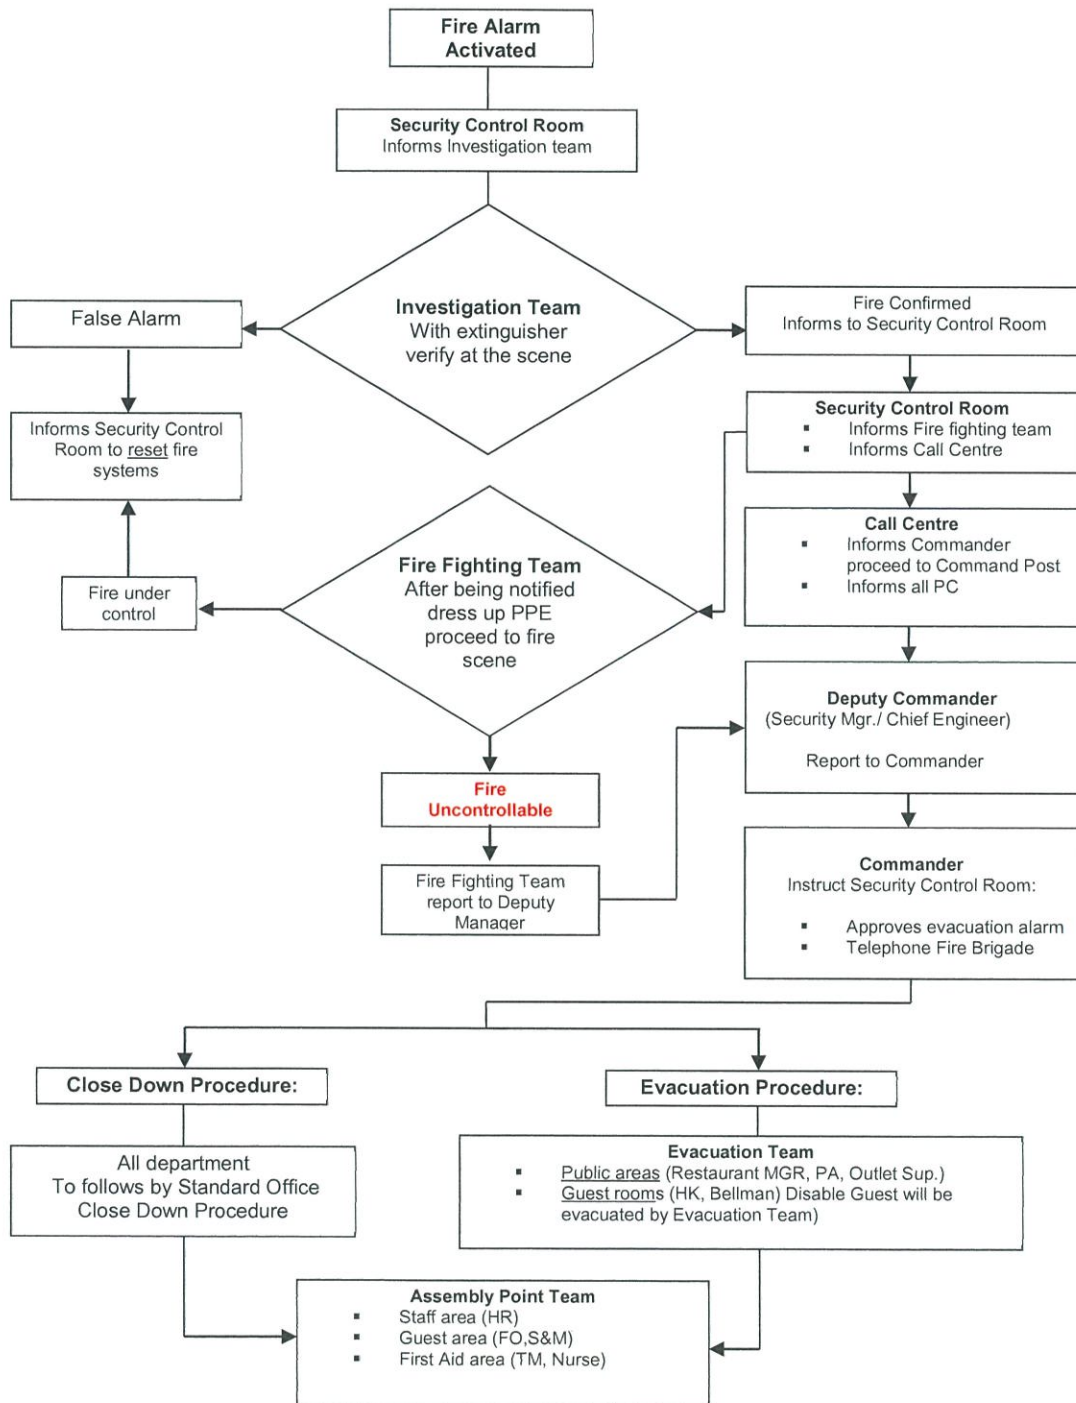 Fire Alarm
Activated
Security Control Room
Informs Investigation team
Investigation Team
With extinguisher
verify at the scene
False Alarm
Fire Confirmed
Informs to Security Control Room
Informs Security Control
Room to reset fire
systems
Security Control Room
▪ Informs Fire fighting team
▪ Informs Call Centre
Call Centre
▪ Informs Commander
proceed to Command Post
▪ Informs all PC
Fire Fighting Team
After being notified
dress up PPE
proceed to fire
scene
Fire under
control
Deputy Commander
(Security Mgr./ Chief Engineer)
Report to Commander
Fire
Uncontrollable
Fire Fighting Team
report to Deputy
Manager
Commander
Instruct Security Control Room:
▪ Approves evacuation alarm
▪ Telephone Fire Brigade
Close Down Procedure:
Evacuation Procedure:
All department
To follows by Standard Office
Close Down Procedure
Evacuation Team
▪ Public areas (Restaurant MGR, PA, Outlet Sup.)
▪ Guest rooms (HK, Bellman) Disable Guest will be
evacuated by Evacuation Team)
Assembly Point Team
▪ Staff area (HR)
▪ Guest area (FO,S&M)
▪ First Aid area (TM, Nurse)